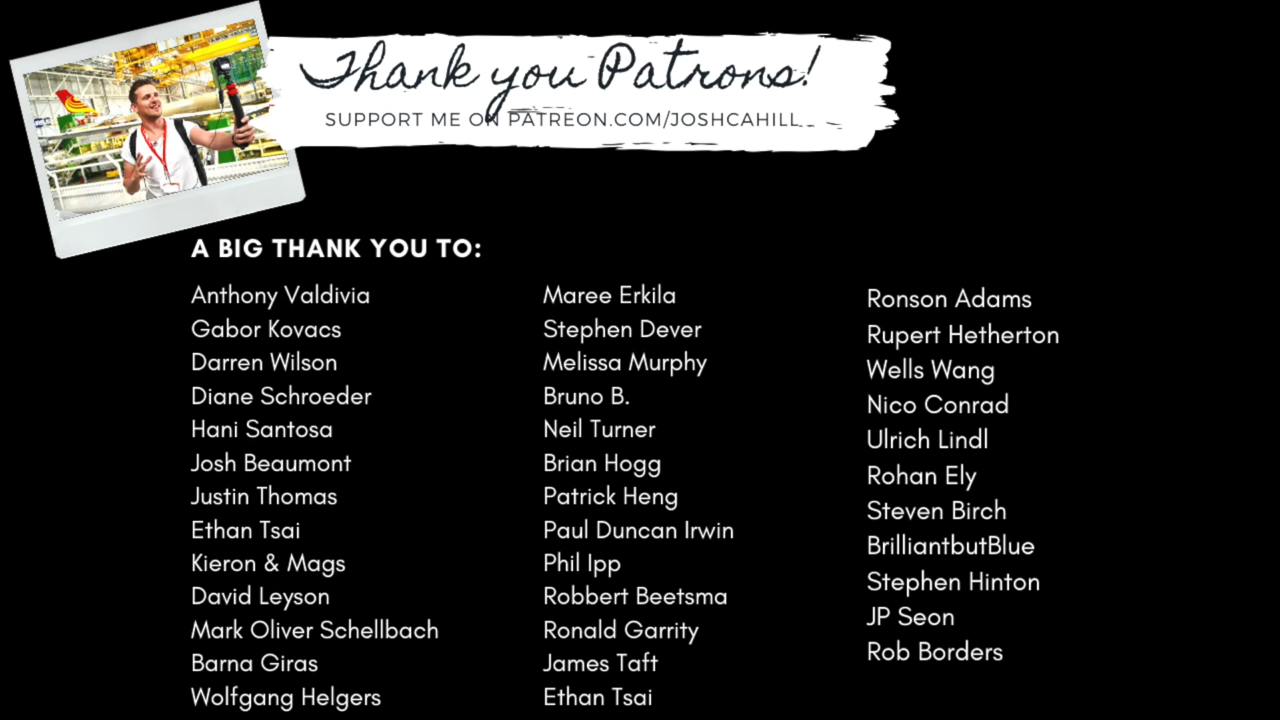 Thank you Patrons!
SUPPORT ME ON PATREON.COM/JOSHCAHILL
A BIG THANK YOU TO:
Anthony Valdivia
Gabor Kovacs
Darren Wilson
Diane Schroeder
Hani Santosa
Josh Beaumont
Justin Thomas
Ethan Tsai
Kieron & Mags
David Leyson
Mark Oliver Schellbach
Barna Giras
Wolfgang Helgers
Maree Erkila
Stephen Dever
Melissa Murphy
Bruno B.
Neil Turner
Brian Hogg
Patrick Heng
Paul Duncan Irwin
Phil Ipp
Robbert Beetsma
Ronald Garrity
James Taft
Ethan Tsai
Ronson Adams
Rupert Hetherton
Wells Wang
Nico Conrad
Ulrich Lindl
Rohan Ely
Steven Birch
BrilliantbutBlue
Stephen Hinton
JP Seon
Rob Borders